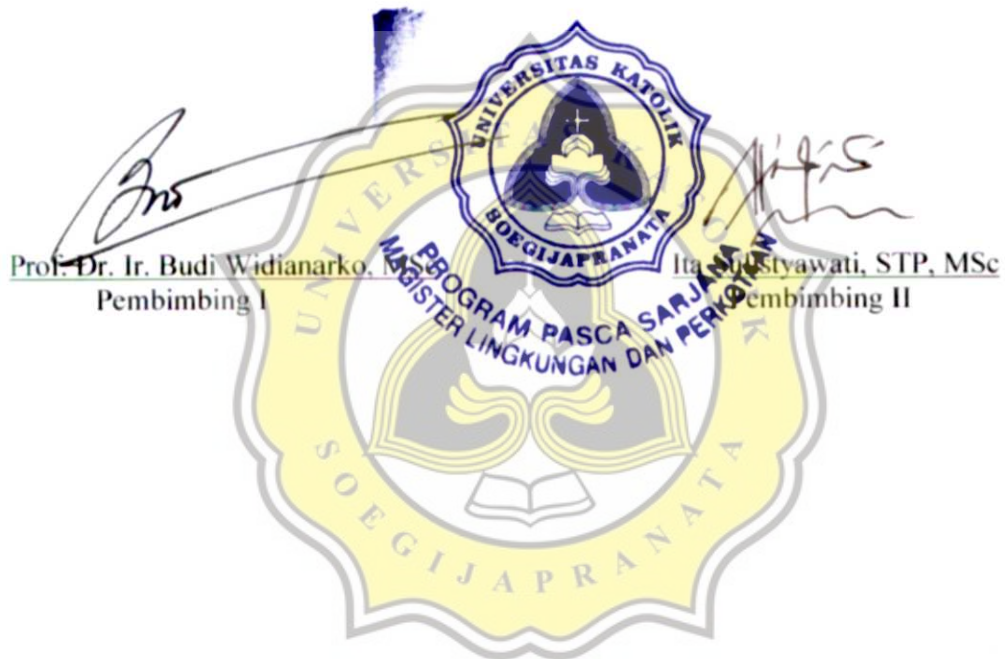 UNIVERSITAS KATOLIK
SOEGIJAPRANATA
PROGRAM PASCA SARJANA
MAGISTER LINGKUNGAN DAN PERKOTAAN
Prof. Dr. Ir. Budi Widianarko, MSc
Pembimbing I
Ita Sulistyawati, STP, MSc
Pembimbing II
UNIVERSITAS KATOLIK
SOEGIJAPRANATA